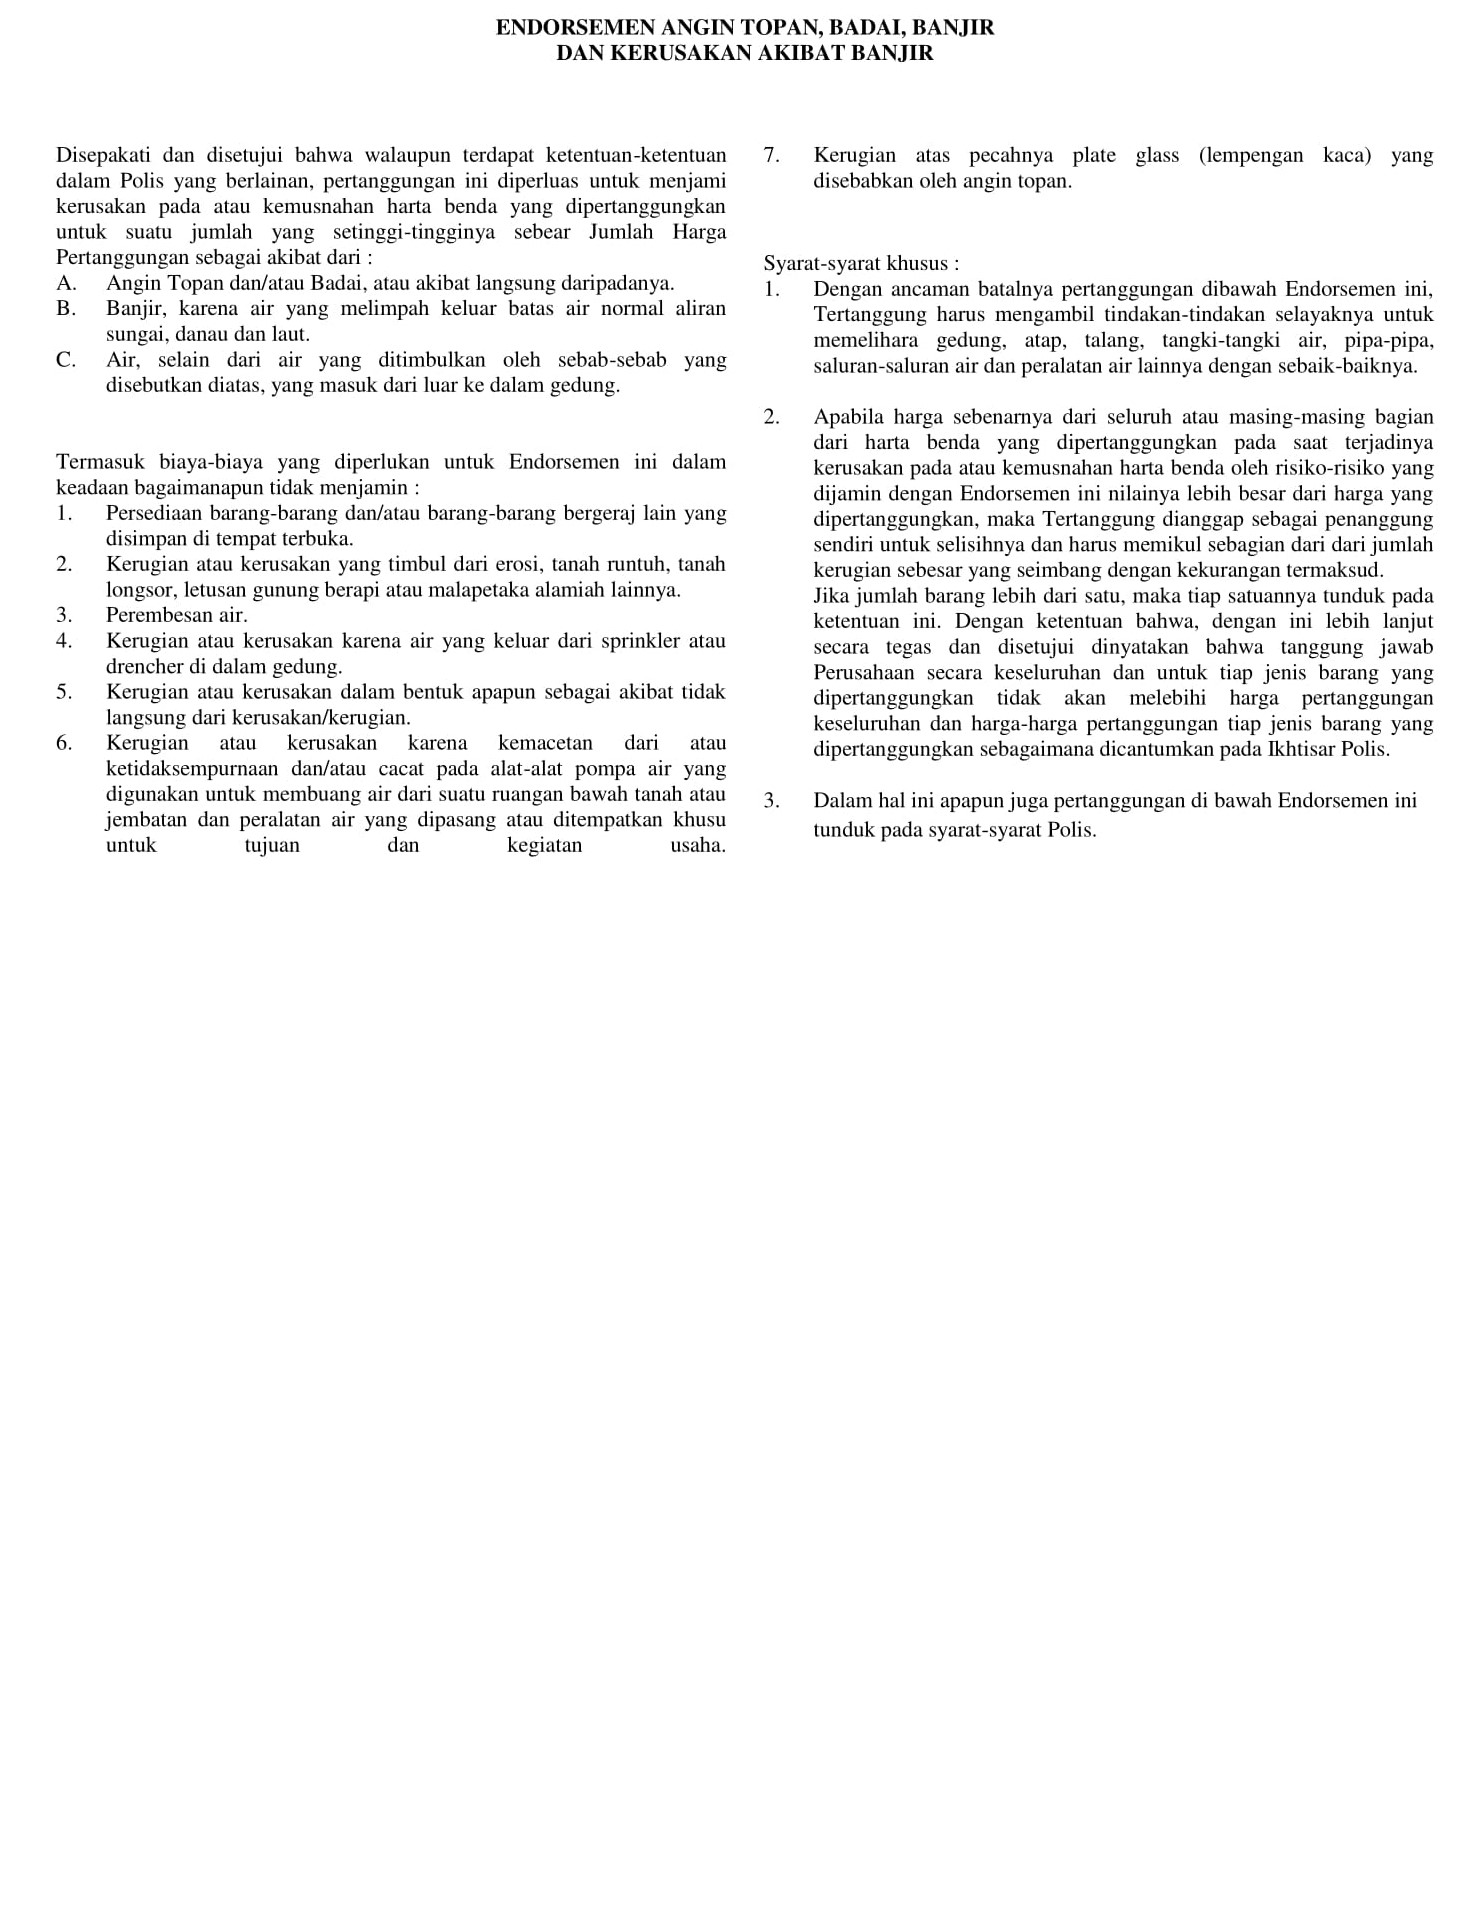 ENDORSEMEN ANGIN TOPAN, BADAI, BANJIR
DAN KERUSAKAN AKIBAT BANJIR
Disepakati dan disetujui bahwa walaupun terdapat ketentuan-ketentuan
dalam Polis yang berlainan, pertanggungan ini diperluas untuk menjami
kerusakan pada atau kemusnahan harta benda yang dipertanggungkan
untuk suatu jumlah yang setinggi-tingginya sebear Jumlah Harga
Pertanggungan sebagai akibat dari :
A. Angin Topan dan/atau Badai, atau akibat langsung daripadanya.
B. Banjir, karena air yang melimpah keluar batas air normal aliran
sungai, danau dan laut.
C. Air, selain dari air yang ditimbulkan oleh sebab-sebab yang
disebutkan diatas, yang masuk dari luar ke dalam gedung.
Termasuk biaya-biaya yang diperlukan untuk Endorsemen ini dalam
keadaan bagaimanapun tidak menjamin :
1. Persediaan barang-barang dan/atau barang-barang bergeraj lain yang
disimpan di tempat terbuka.
2. Kerugian atau kerusakan yang timbul dari erosi, tanah runtuh, tanah
longsor, letusan gunung berapi atau malapetaka alamiah lainnya.
3. Perembesan air.
4. Kerugian atau kerusakan karena air yang keluar dari sprinkler atau
drencher di dalam gedung.
5. Kerugian atau kerusakan dalam bentuk apapun sebagai akibat tidak
langsung dari kerusakan/kerugian.
6. Kerugian atau kerusakan karena kemacetan dari atau
ketidaksempurnaan dan/atau cacat pada alat-alat pompa air yang
digunakan untuk membuang air dari suatu ruangan bawah tanah atau
jembatan dan peralatan air yang dipasang atau ditempatkan khusu
untuk tujuan dan kegiatan usaha.
7. Kerugian atas pecahnya plate glass (lempengan kaca) yang
disebabkan oleh angin topan.
Syarat-syarat khusus :
1. Dengan ancaman batalnya pertanggungan dibawah Endorsemen ini,
Tertanggung harus mengambil tindakan-tindakan selayaknya untuk
memelihara gedung, atap, talang, tangki-tangki air, pipa-pipa,
saluran-saluran air dan peralatan air lainnya dengan sebaik-baiknya.
2. Apabila harga sebenarnya dari seluruh atau masing-masing bagian
dari harta benda yang dipertanggungkan pada saat terjadinya
kerusakan pada atau kemusnahan harta benda oleh risiko-risiko yang
dijamin dengan Endorsemen ini nilainya lebih besar dari harga yang
dipertanggungkan, maka Tertanggung dianggap sebagai penanggung
sendiri untuk selisihnya dan harus memikul sebagian dari dari jumlah
kerugian sebesar yang seimbang dengan kekurangan termaksud.
Jika jumlah barang lebih dari satu, maka tiap satuannya tunduk pada
ketentuan ini. Dengan ketentuan bahwa, dengan ini lebih lanjut
secara tegas dan disetujui dinyatakan bahwa tanggung jawab
Perusahaan secara keseluruhan dan untuk tiap jenis barang yang
dipertanggungkan tidak akan melebihi harga pertanggungan
keseluruhan dan harga-harga pertanggungan tiap jenis barang yang
dipertanggungkan sebagaimana dicantumkan pada Ikhtisar Polis.
3. Dalam hal ini apapun juga pertanggungan di bawah Endorsemen ini
tunduk pada syarat-syarat Polis.